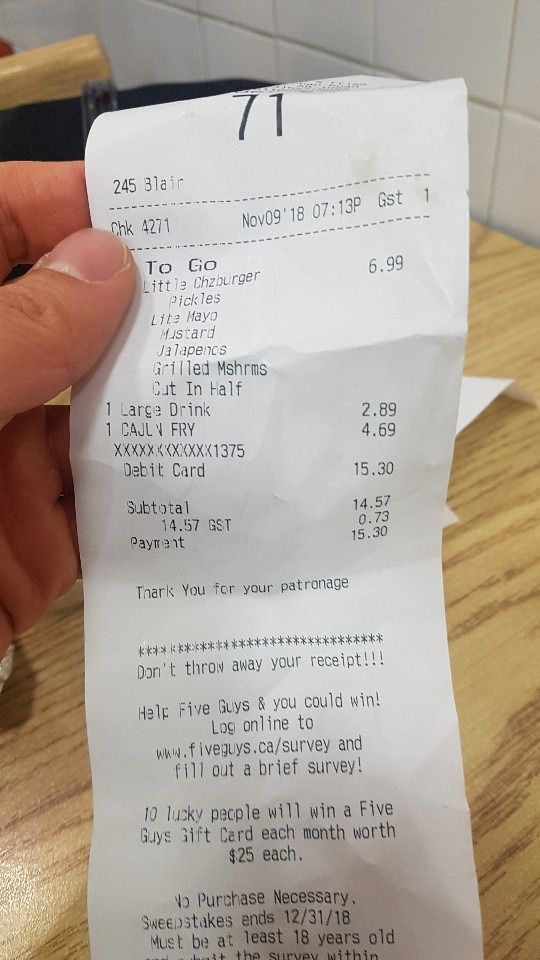 71
245 Blair
Chk 4271 Nov09'18 07:13P Gst 1
To Go
Little Chzburger 6.99
Pickles
Lite Mayo
Mustard
Jalapenos
Grilled Mshrms
Cut In Half
1 Large Drink 2.89
1 CAJUN FRY 4.69
XXXXXXXXXXXX1375
Debit Card 15.30
Subtotal 14.57
14.57 GST 0.73
Payment 15.30
Thank You for your patronage
********************************
Don't throw away your receipt!!!
Help Five Guys & you could win!
Log online to
www.fiveguys.ca/survey and
fill out a brief survey!
10 lucky people will win a Five
Guys Gift Card each month worth
$25 each.
No Purchase Necessary.
Sweepstakes ends 12/31/18
Must be at least 18 years old
and submit the survey within